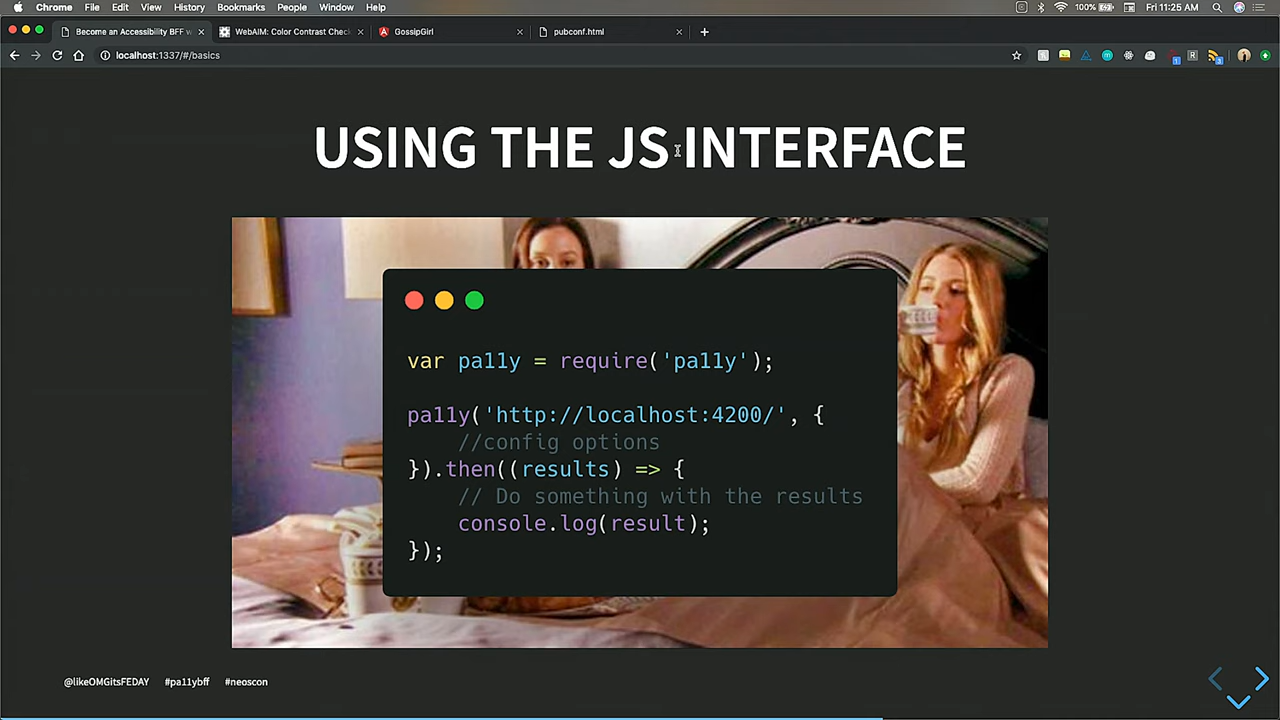 Chrome File Edit View History Bookmarks People Window Help 100% Fri 11:25 AM
Become an Accessibility BFF WebAIM: Color Contrast Chec GossipGirl pubconf.html
localhost:1337/#/basics
USING THE JS INTERFACE
var pa11y = require('pa11y');
pa11y('http://localhost:4200/', {
//config options
}).then((results) => {
// Do something with the results
console.log(result);
});
@likeOMGitsFEDAY #pa11ybff #neoscon